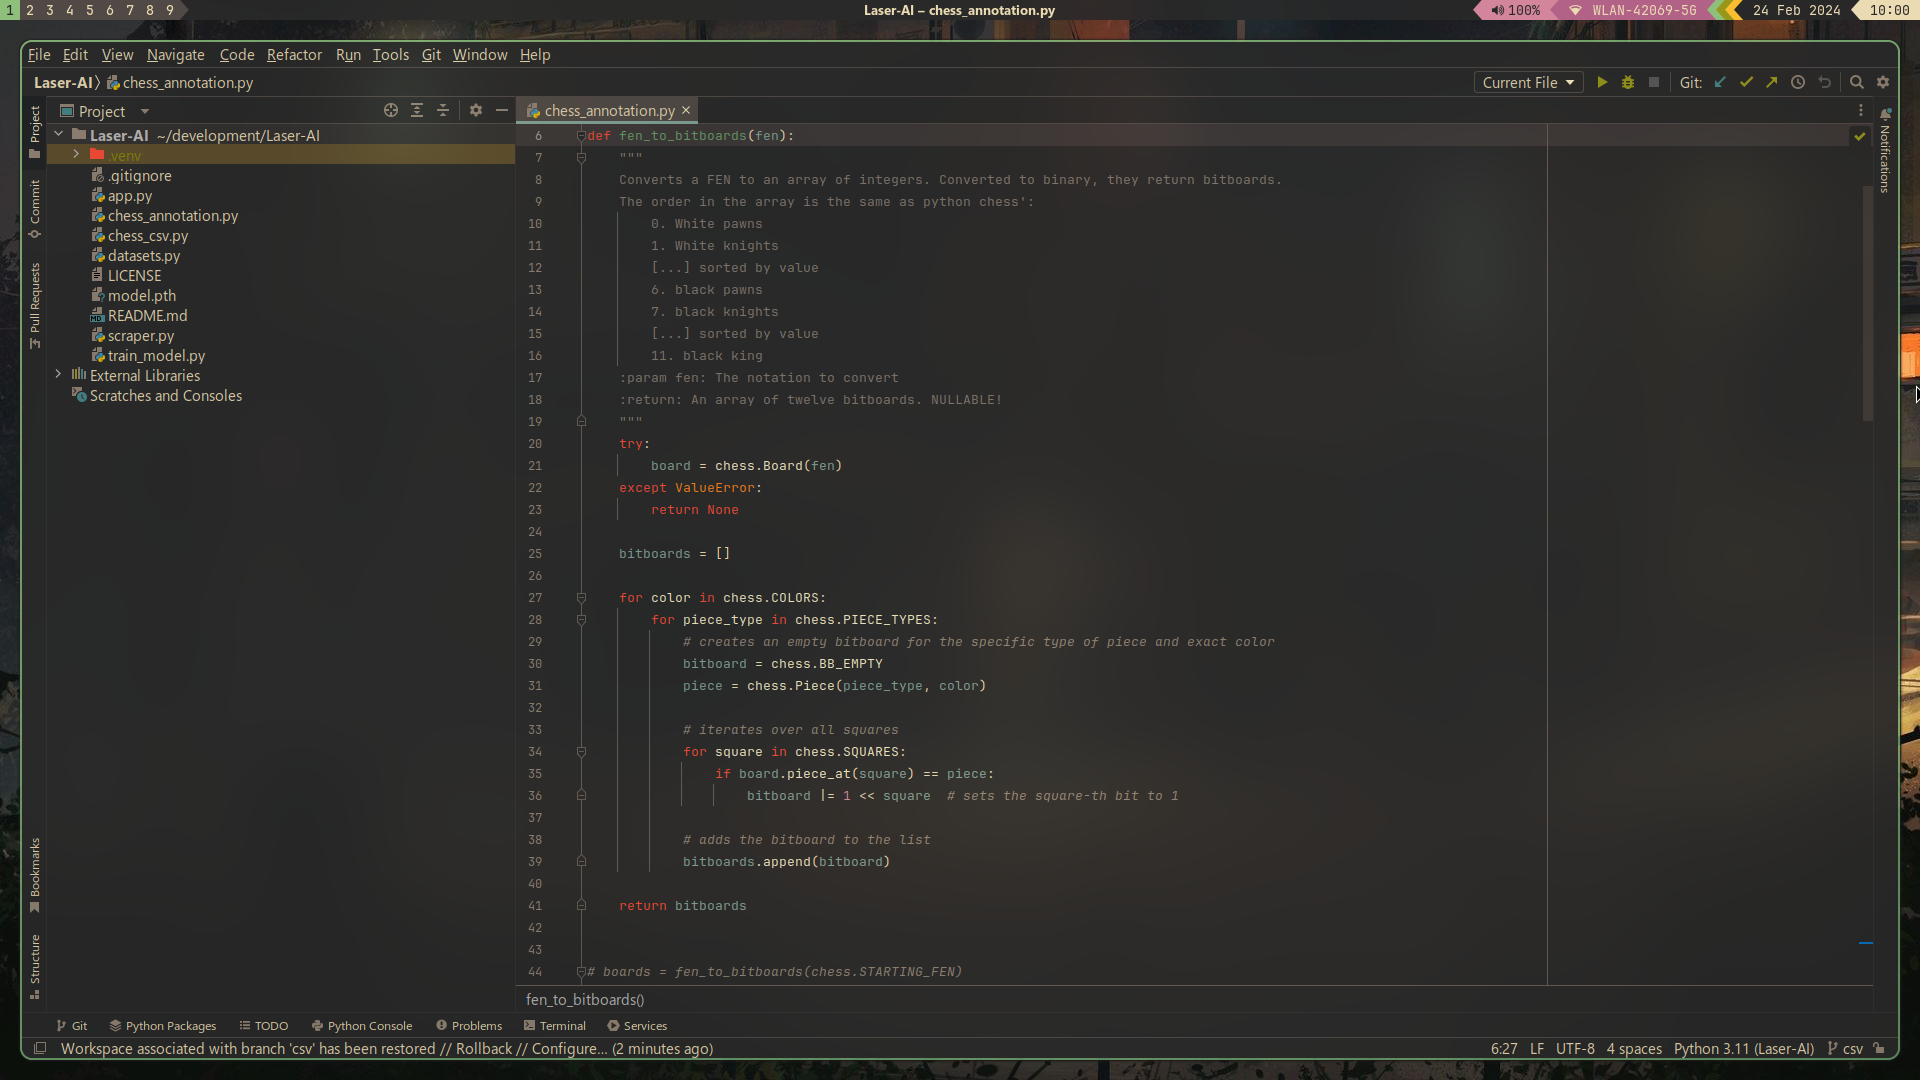 1 2 3 4 5 6 7 8 9
Laser-AI – chess_annotation.py
100%
WLAN-42069-5G
24 Feb 2024
10:00
File Edit View Navigate Code Refactor Run Tools Git Window Help
Laser-AI chess_annotation.py
Current File
Git:
Project
chess_annotation.py
Project
Commit
Pull Requests
Bookmarks
Structure
Notifications
Laser-AI ~/development/Laser-AI
.venv
.gitignore
app.py
chess_annotation.py
chess_csv.py
datasets.py
LICENSE
model.pth
README.md
scraper.py
train_model.py
External Libraries
Scratches and Consoles
6 def fen_to_bitboards(fen):
7 """
8 Converts a FEN to an array of integers. Converted to binary, they return bitboards.
9 The order in the array is the same as python chess':
10 0. White pawns
11 1. White knights
12 [...] sorted by value
13 6. black pawns
14 7. black knights
15 [...] sorted by value
16 11. black king
17 :param fen: The notation to convert
18 :return: An array of twelve bitboards. NULLABLE!
19 """
20 try:
21 board = chess.Board(fen)
22 except ValueError:
23 return None
24
25 bitboards = []
26
27 for color in chess.COLORS:
28 for piece_type in chess.PIECE_TYPES:
29 # creates an empty bitboard for the specific type of piece and exact color
30 bitboard = chess.BB_EMPTY
31 piece = chess.Piece(piece_type, color)
32
33 # iterates over all squares
34 for square in chess.SQUARES:
35 if board.piece_at(square) == piece:
36 bitboard |= 1 << square # sets the square-th bit to 1
37
38 # adds the bitboard to the list
39 bitboards.append(bitboard)
40
41 return bitboards
42
43
44 # boards = fen_to_bitboards(chess.STARTING_FEN)
fen_to_bitboards()
Git Python Packages TODO Python Console Problems Terminal Services
Workspace associated with branch 'csv' has been restored // Rollback // Configure... (2 minutes ago)
6:27 LF UTF-8 4 spaces Python 3.11 (Laser-AI) csv